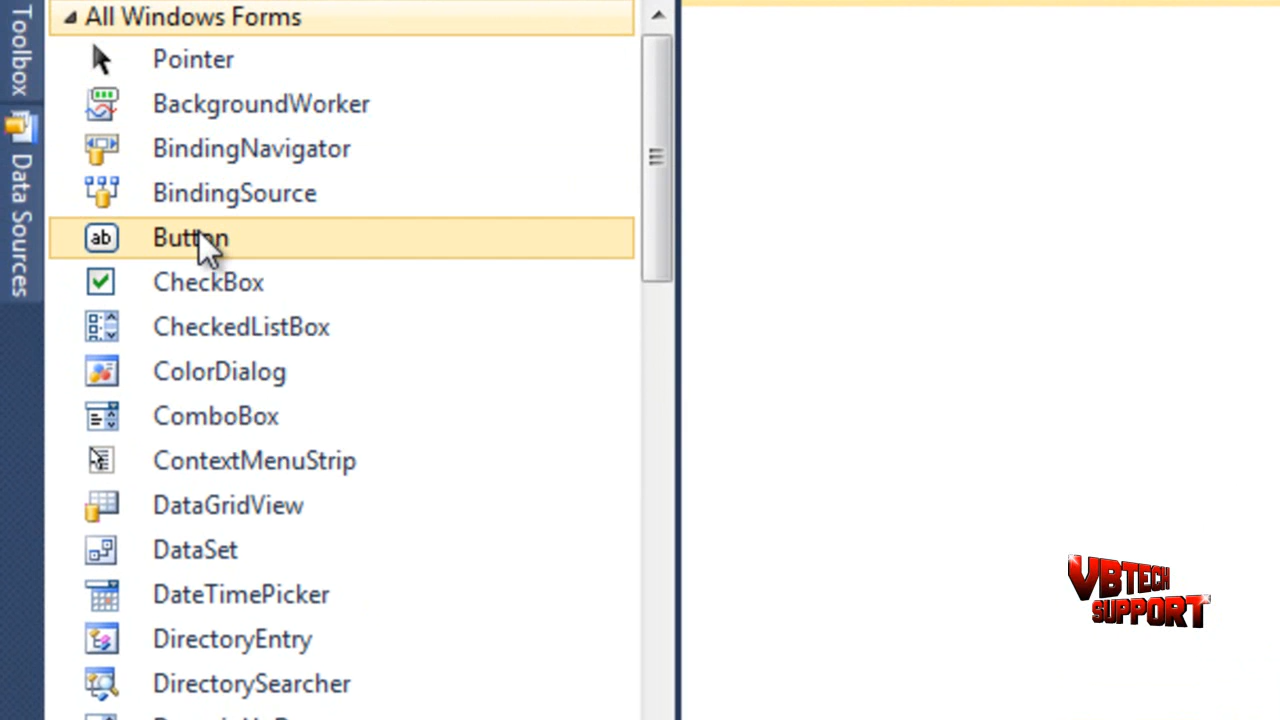 Toolbox
Data Sources
All Windows Forms
Pointer
BackgroundWorker
BindingNavigator
BindingSource
ab
Button
CheckBox
CheckedListBox
ColorDialog
ComboBox
ContextMenuStrip
DataGridView
DataSet
DateTimePicker
DirectoryEntry
DirectorySearcher
VBTECH
SUPPORT